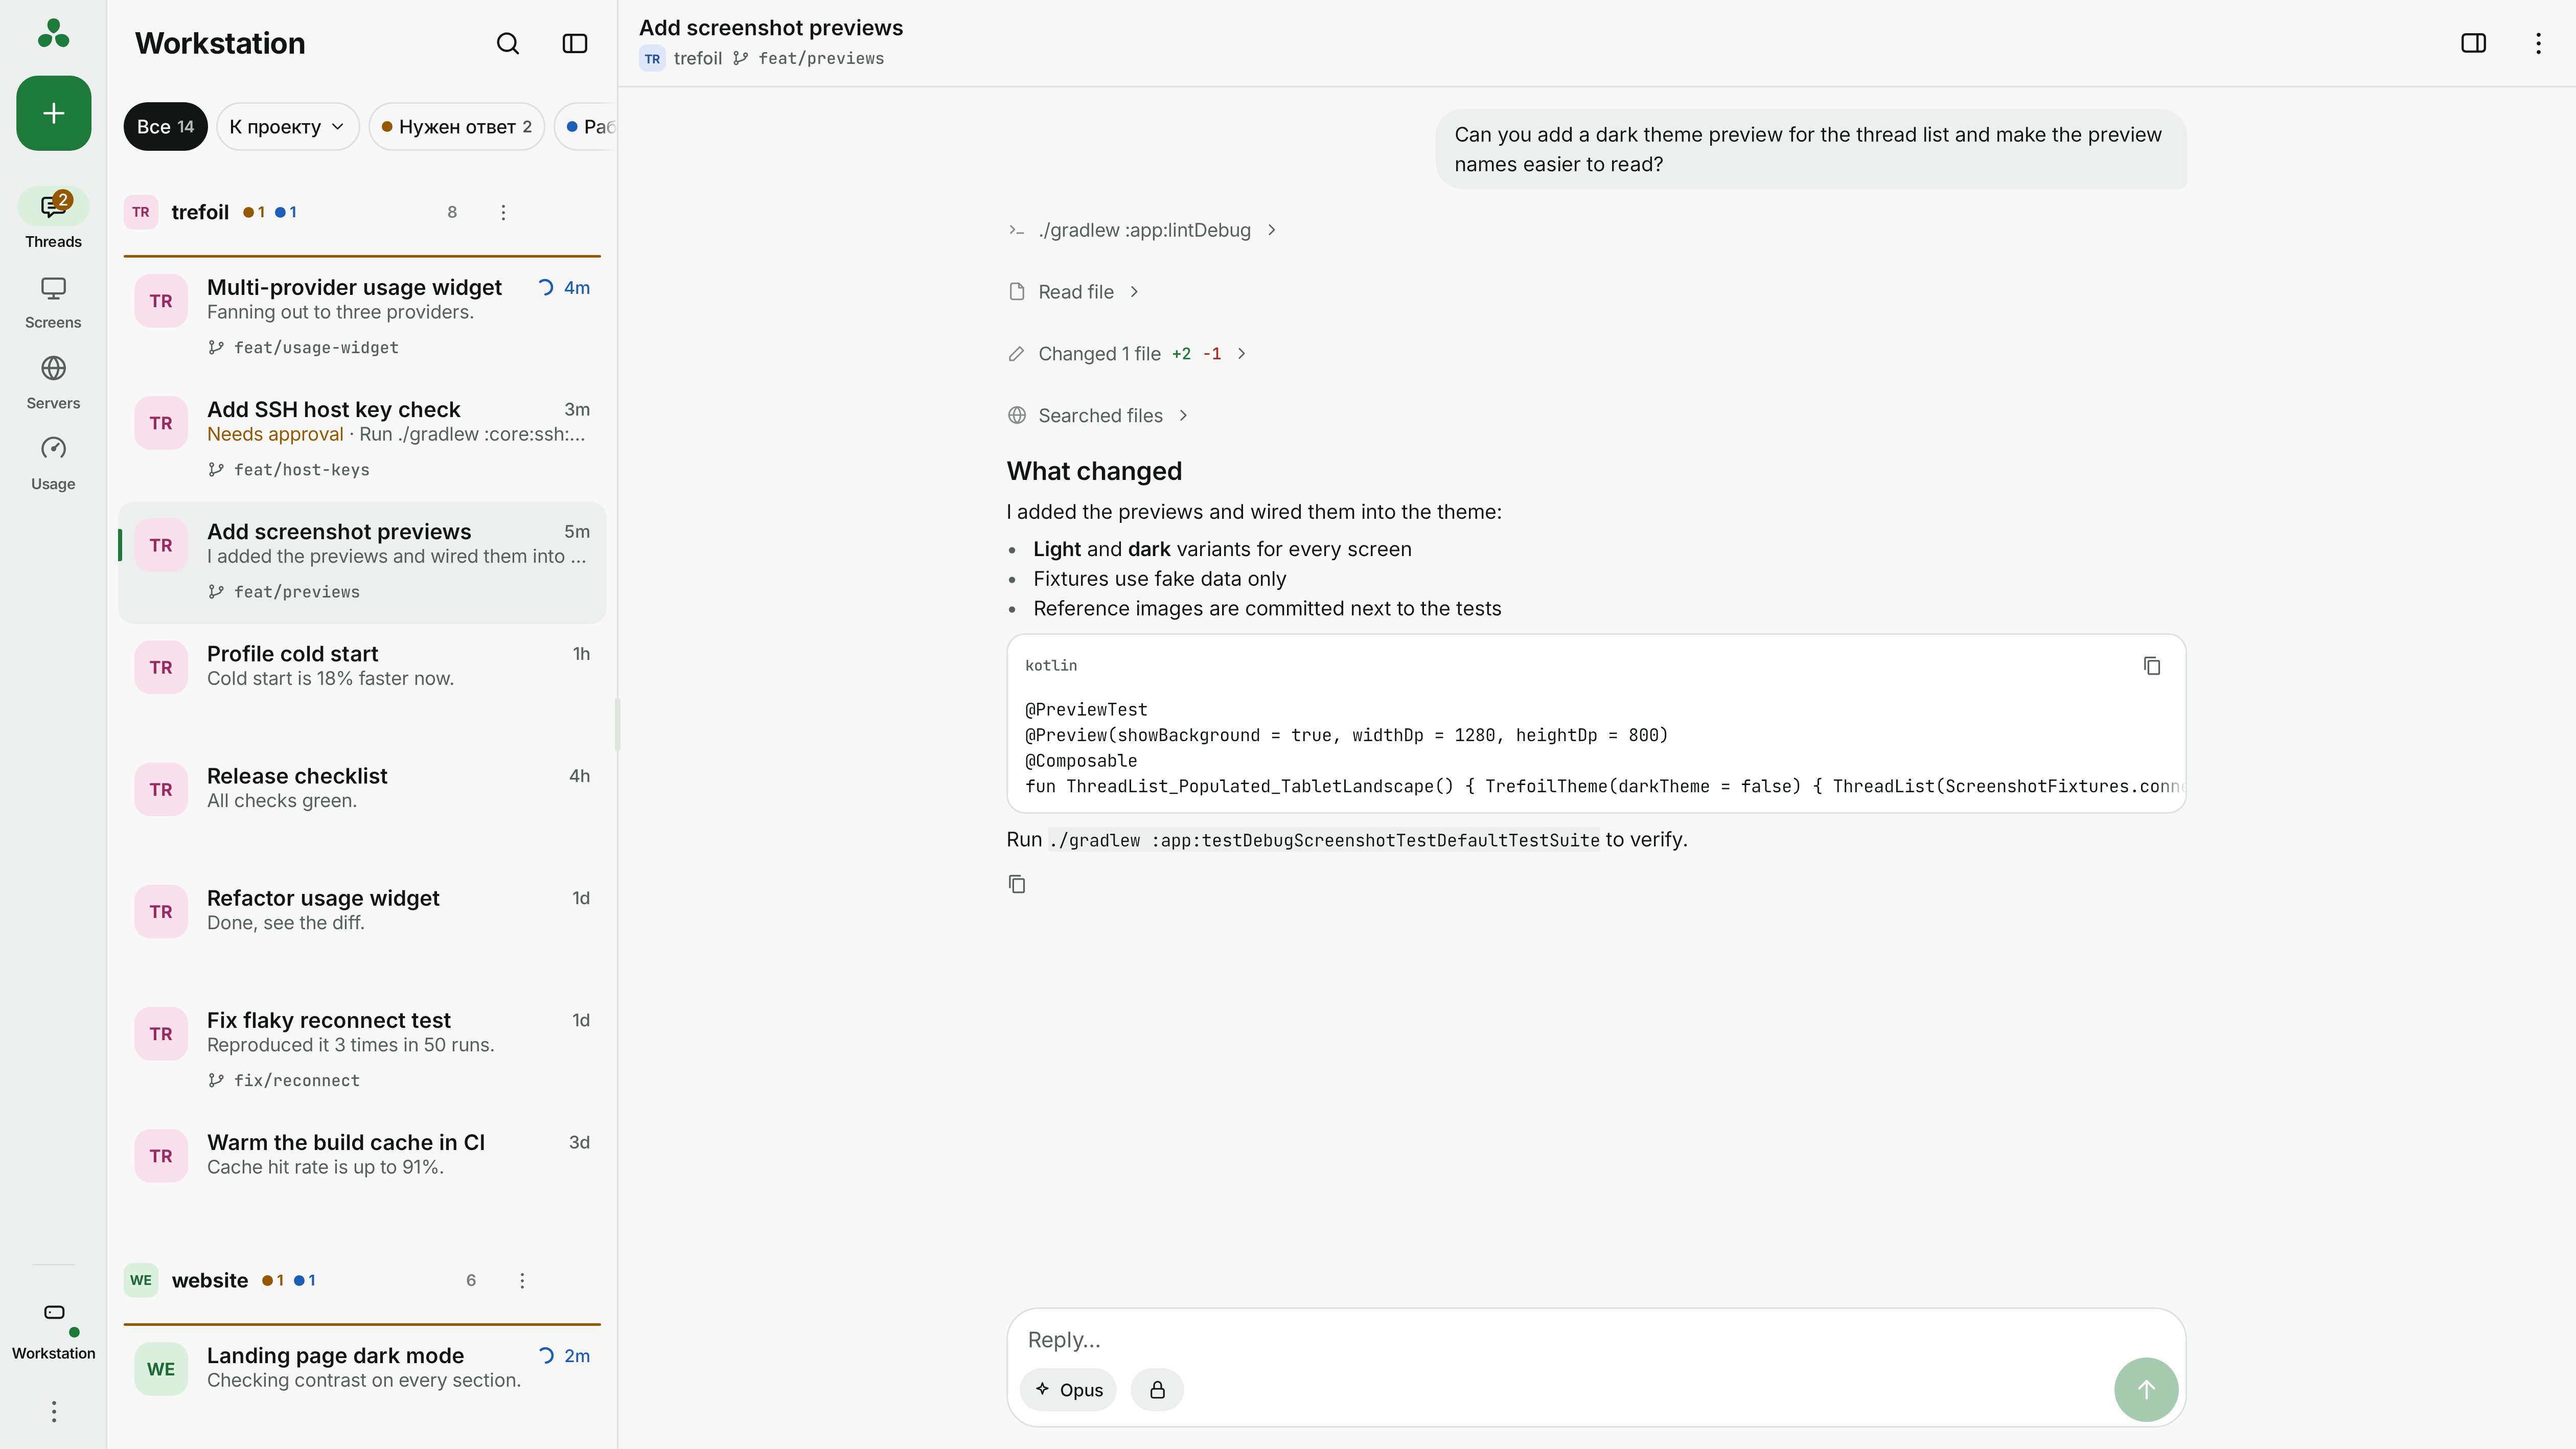 Workstation
Все 14
К проекту
Нужен ответ 2
2
Threads
Screens
Servers
Usage
Workstation
TR trefoil 1 1 8
TR Multi-provider usage widget 4m
Fanning out to three providers.
feat/usage-widget
TR Add SSH host key check 3m
Needs approval · Run ./gradlew :core:ssh:...
feat/host-keys
TR Add screenshot previews 5m
I added the previews and wired them into ...
feat/previews
TR Profile cold start 1h
Cold start is 18% faster now.
TR Release checklist 4h
All checks green.
TR Refactor usage widget 1d
Done, see the diff.
TR Fix flaky reconnect test 1d
Reproduced it 3 times in 50 runs.
fix/reconnect
TR Warm the build cache in CI 3d
Cache hit rate is up to 91%.
WE website 1 1 6
WE Landing page dark mode 2m
Checking contrast on every section.
Add screenshot previews
TR trefoil feat/previews
Can you add a dark theme preview for the thread list and make the preview
names easier to read?
./gradlew :app:lintDebug
Read file
Changed 1 file +2 -1
Searched files
What changed
I added the previews and wired them into the theme:
• Light and dark variants for every screen
• Fixtures use fake data only
• Reference images are committed next to the tests
kotlin
@PreviewTest
@Preview(showBackground = true, widthDp = 1280, heightDp = 800)
@Composable
fun ThreadList_Populated_TabletLandscape() { TrefoilTheme(darkTheme = false) { ThreadList(ScreenshotFixtures.conn
Run ./gradlew :app:testDebugScreenshotTestDefaultTestSuite to verify.
Reply...
Opus